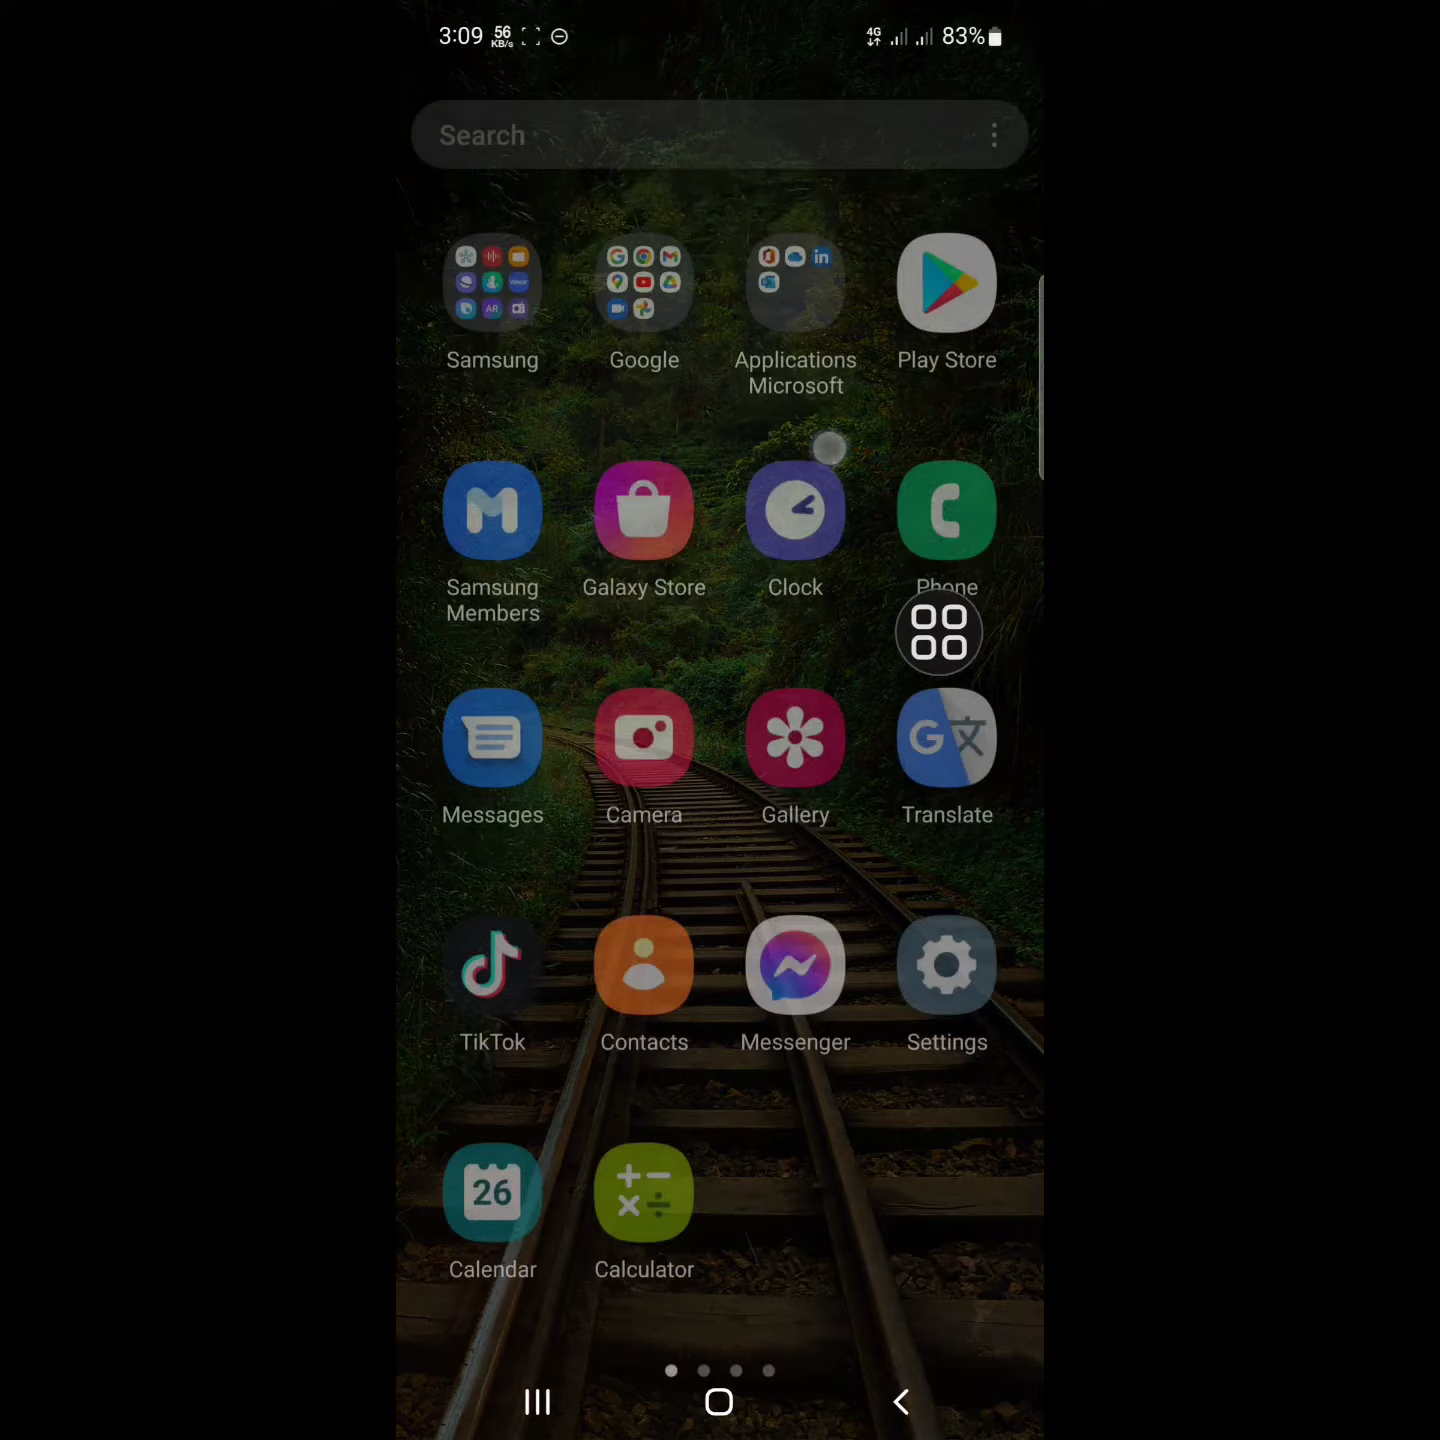 3:09 56 KB/s 4G 83%
Search
Samsung Google Applications Microsoft Play Store
Samsung Members Galaxy Store Clock Phone
Messages Camera Gallery Translate
TikTok Contacts Messenger Settings
26
Calendar Calculator